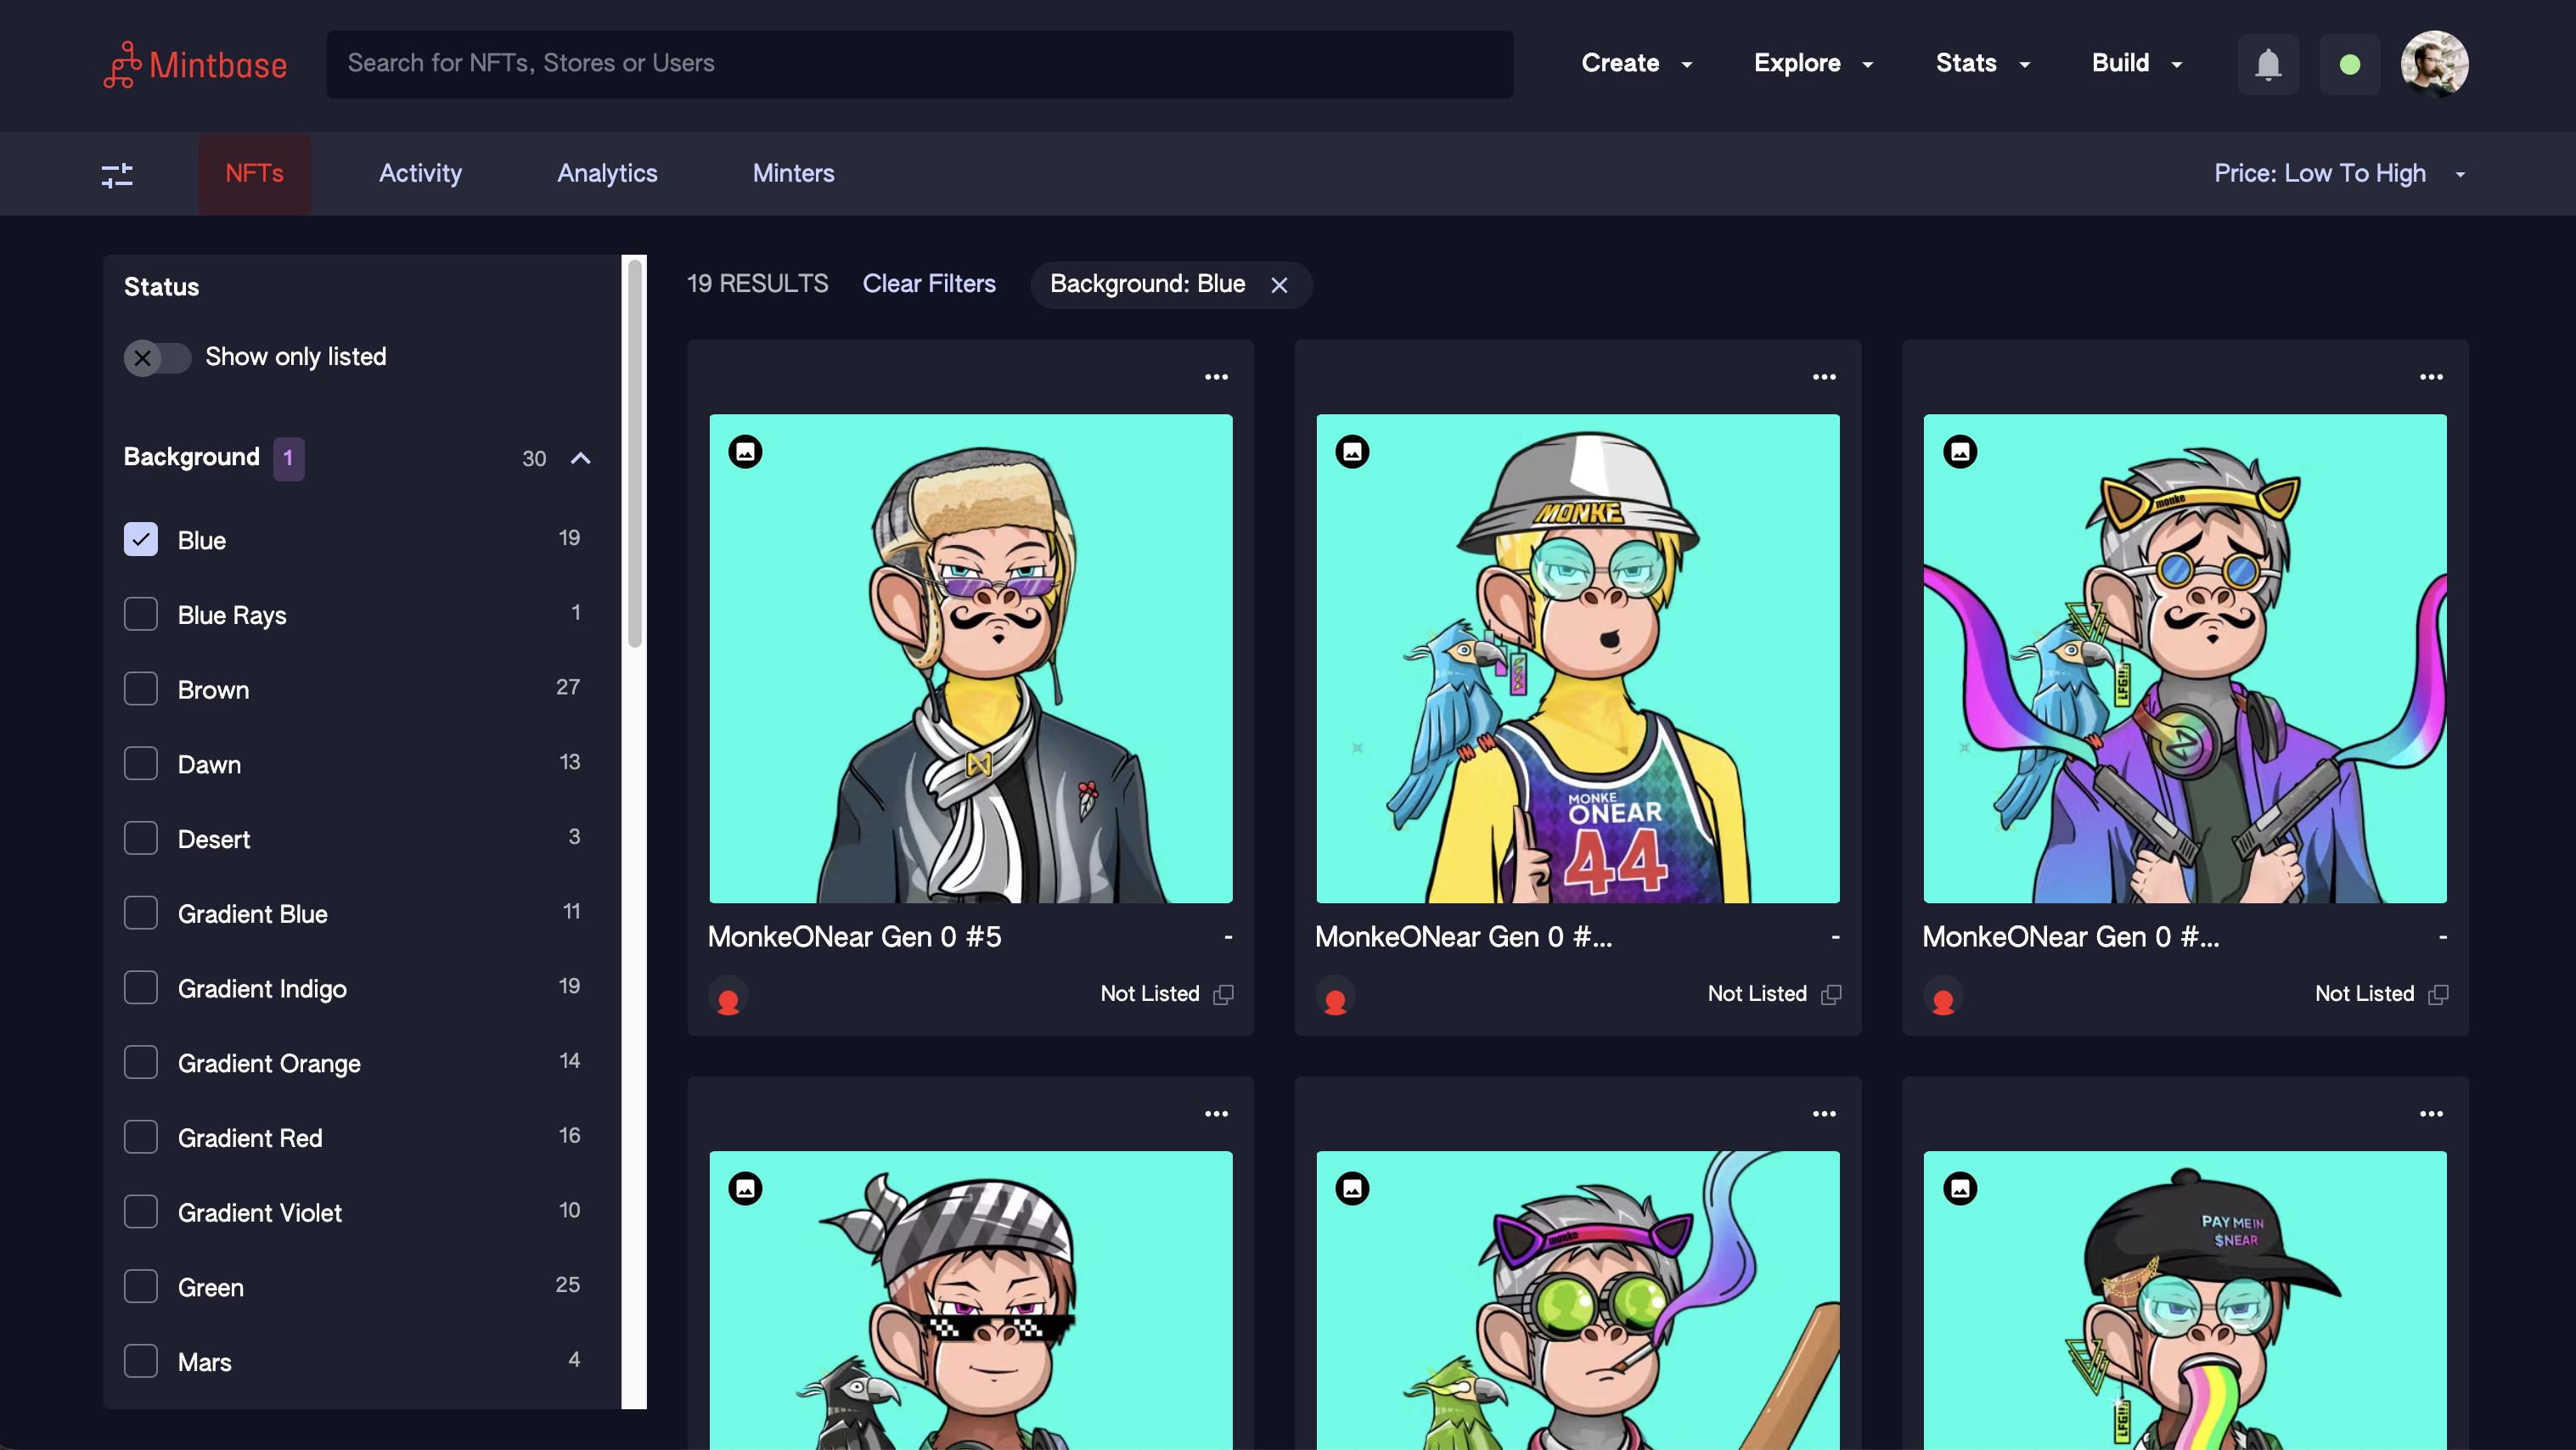 Mintbase
Search for NFTs, Stores or Users
Create
Explore
Stats
Build
NFTs
Activity
Analytics
Minters
Price: Low To High
Status
Show only listed
Background 1 30
Blue 19
Blue Rays 1
Brown 27
Dawn 13
Desert 3
Gradient Blue 11
Gradient Indigo 19
Gradient Orange 14
Gradient Red 16
Gradient Violet 10
Green 25
Mars 4
19 RESULTS
Clear Filters
Background: Blue
MONKE
MONKE
ONEAR
44
monke
LFG!!
MonkeONear Gen 0 #5 -
Not Listed
MonkeONear Gen 0 #... -
Not Listed
MonkeONear Gen 0 #... -
Not Listed
monke
PAY ME IN
$NEAR
LFG!!